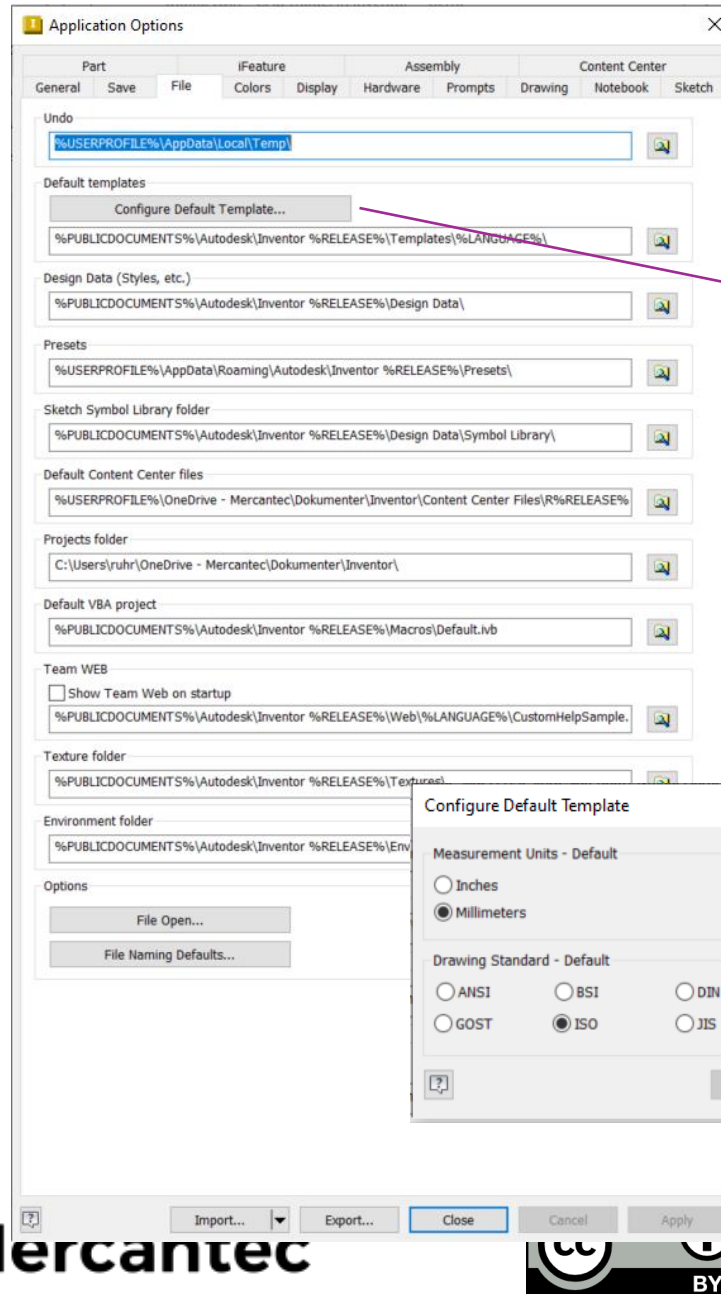 Application Options
Part iFeature Assembly Content Center
General Save File Colors Display Hardware Prompts Drawing Notebook Sketch
Undo
%USERPROFILE%\AppData\Local\Temp\
Default templates
Configure Default Template...
%PUBLICDOCUMENTS%\Autodesk\Inventor %RELEASE%\Templates\%LANGUAGE%\
Design Data (Styles, etc.)
%PUBLICDOCUMENTS%\Autodesk\Inventor %RELEASE%\Design Data\
Presets
%USERPROFILE%\AppData\Roaming\Autodesk\Inventor %RELEASE%\Presets\
Sketch Symbol Library folder
%PUBLICDOCUMENTS%\Autodesk\Inventor %RELEASE%\Design Data\Symbol Library\
Default Content Center files
%USERPROFILE%\OneDrive - Mercantec\Dokumenter\Inventor\Content Center Files\R%RELEASE%
Projects folder
C:\Users\ruhr\OneDrive - Mercantec\Dokumenter\Inventor\
Default VBA project
%PUBLICDOCUMENTS%\Autodesk\Inventor %RELEASE%\Macros\Default.ivb
Team WEB
Show Team Web on startup
%PUBLICDOCUMENTS%\Autodesk\Inventor %RELEASE%\Web\%LANGUAGE%\CustomHelpSample.
Texture folder
%PUBLICDOCUMENTS%\Autodesk\Inventor %RELEASE%\Textures\
Environment folder
%PUBLICDOCUMENTS%\Autodesk\Inventor %RELEASE%\Env
Options
File Open...
File Naming Defaults...
Configure Default Template
Measurement Units - Default
Inches
Millimeters
Drawing Standard - Default
ANSI BSI DIN
GOST ISO JIS
Import... Export... Close Cancel Apply
ercantec
cc
BY